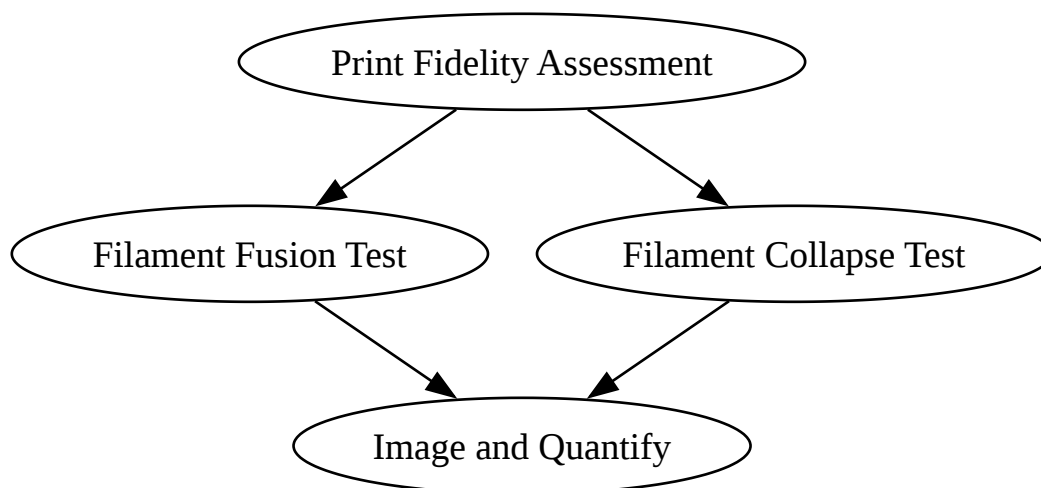 Print Fidelity Assessment
Filament Fusion Test
Filament Collapse Test
Image and Quantify